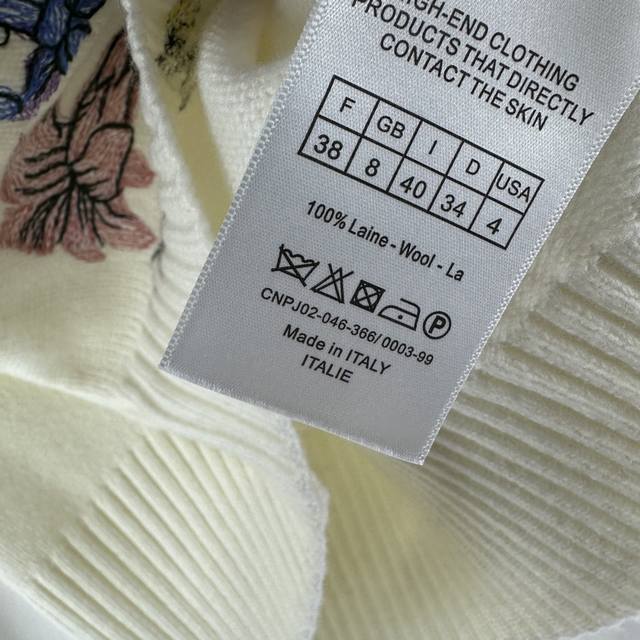 HIGH-END CLOTHING
PRODUCTS THAT DIRECTLY
CONTACT THE SKIN
F GB I D USA
38 8 40 34 4
100% Laine - Wool - La
P
CNPJ02-046-366/0003-99
Made in ITALY
ITALIE